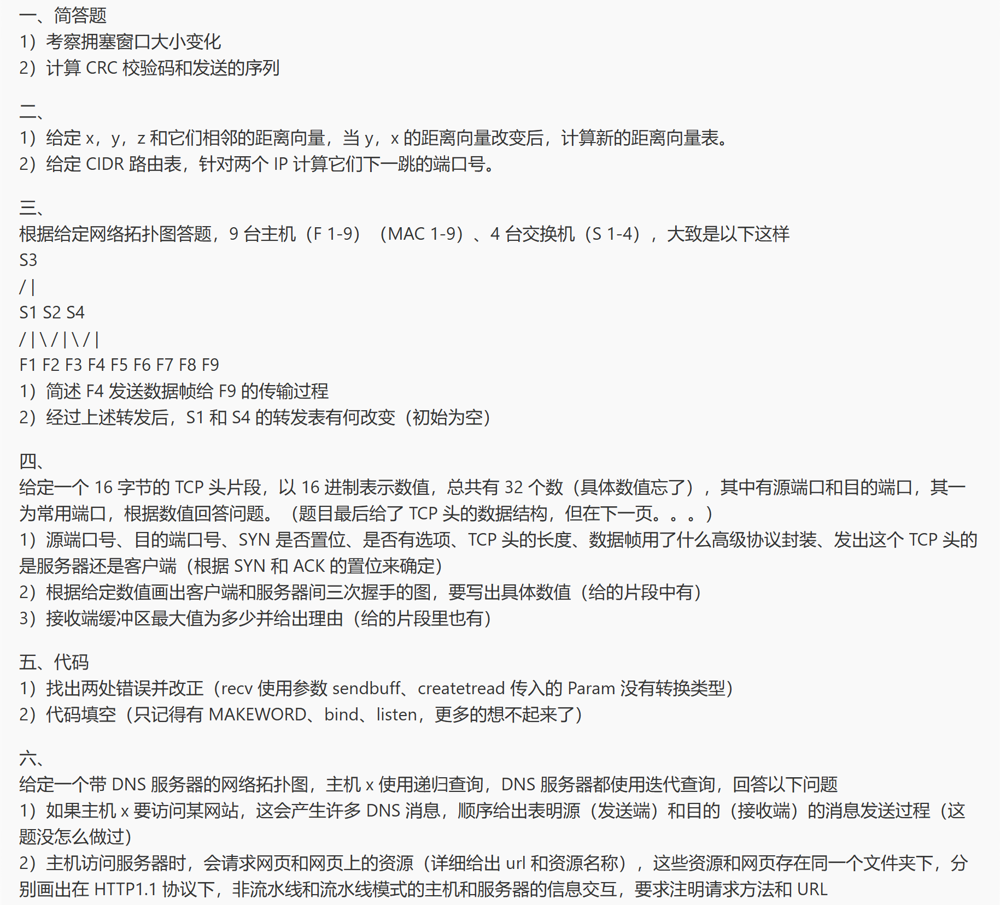 一、简答题
1）考察拥塞窗口大小变化
2）计算 CRC 校验码和发送的序列
二、
1）给定 x，y，z 和它们相邻的距离向量，当 y，x 的距离向量改变后，计算新的距离向量表。
2）给定 CIDR 路由表，针对两个 IP 计算它们下一跳的端口号。
三、
根据给定网络拓扑图答题，9 台主机（F 1-9）（MAC 1-9）、4 台交换机（S 1-4），大致是以下这样
S3
/ |
S1 S2 S4
/ | \ / | \ / |
F1 F2 F3 F4 F5 F6 F7 F8 F9
1）简述 F4 发送数据帧给 F9 的传输过程
2）经过上述转发后，S1 和 S4 的转发表有何改变（初始为空）
四、
给定一个 16 字节的 TCP 头片段，以 16 进制表示数值，总共有 32 个数（具体数值忘了），其中有源端口和目的端口，其一
为常用端口，根据数值回答问题。（题目最后给了 TCP 头的数据结构，但在下一页。。。）
1）源端口号、目的端口号、SYN 是否置位、是否有选项、TCP 头的长度、数据帧用了什么高级协议封装、发出这个 TCP 头的
是服务器还是客户端（根据 SYN 和 ACK 的置位来确定）
2）根据给定数值画出客户端和服务器间三次握手的图，要写出具体数值（给的片段中有）
3）接收端缓冲区最大值为多少并给出理由（给的片段里也有）
五、代码
1）找出两处错误并改正（recv 使用参数 sendbuff、createtread 传入的 Param 没有转换类型）
2）代码填空（只记得有 MAKEWORD、bind、listen，更多的想不起来了）
六、
给定一个带 DNS 服务器的网络拓扑图，主机 x 使用递归查询，DNS 服务器都使用迭代查询，回答以下问题
1）如果主机 x 要访问某网站，这会产生许多 DNS 消息，顺序给出表明源（发送端）和目的（接收端）的消息发送过程（这
题没怎么做过）
2）主机访问服务器时，会请求网页和网页上的资源（详细给出 url 和资源名称），这些资源和网页存在同一个文件夹下，分
别画出在 HTTP1.1 协议下，非流水线和流水线模式的主机和服务器的信息交互，要求注明请求方法和 URL